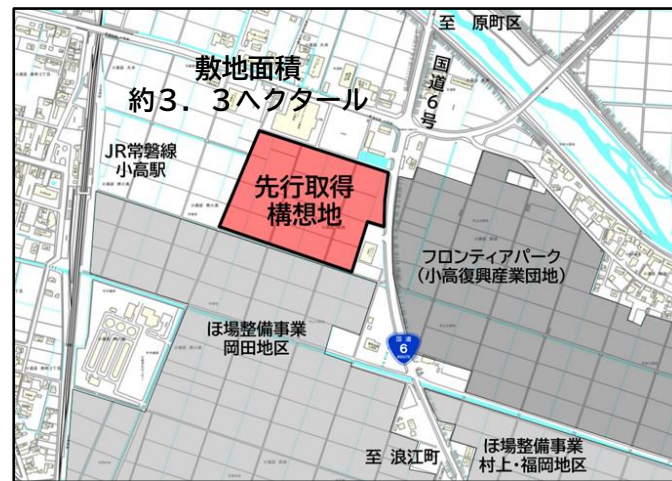 至 原町区
敷地面積
約3.3ヘクタール
国道6号
JR常磐線
小高駅
先行取得
構想地
フロンティアパーク
(小高復興産業団地)
ほ場整備事業
岡田地区
国道
6
ROUTE
至 浪江町
ほ場整備事業
村上・福岡地区